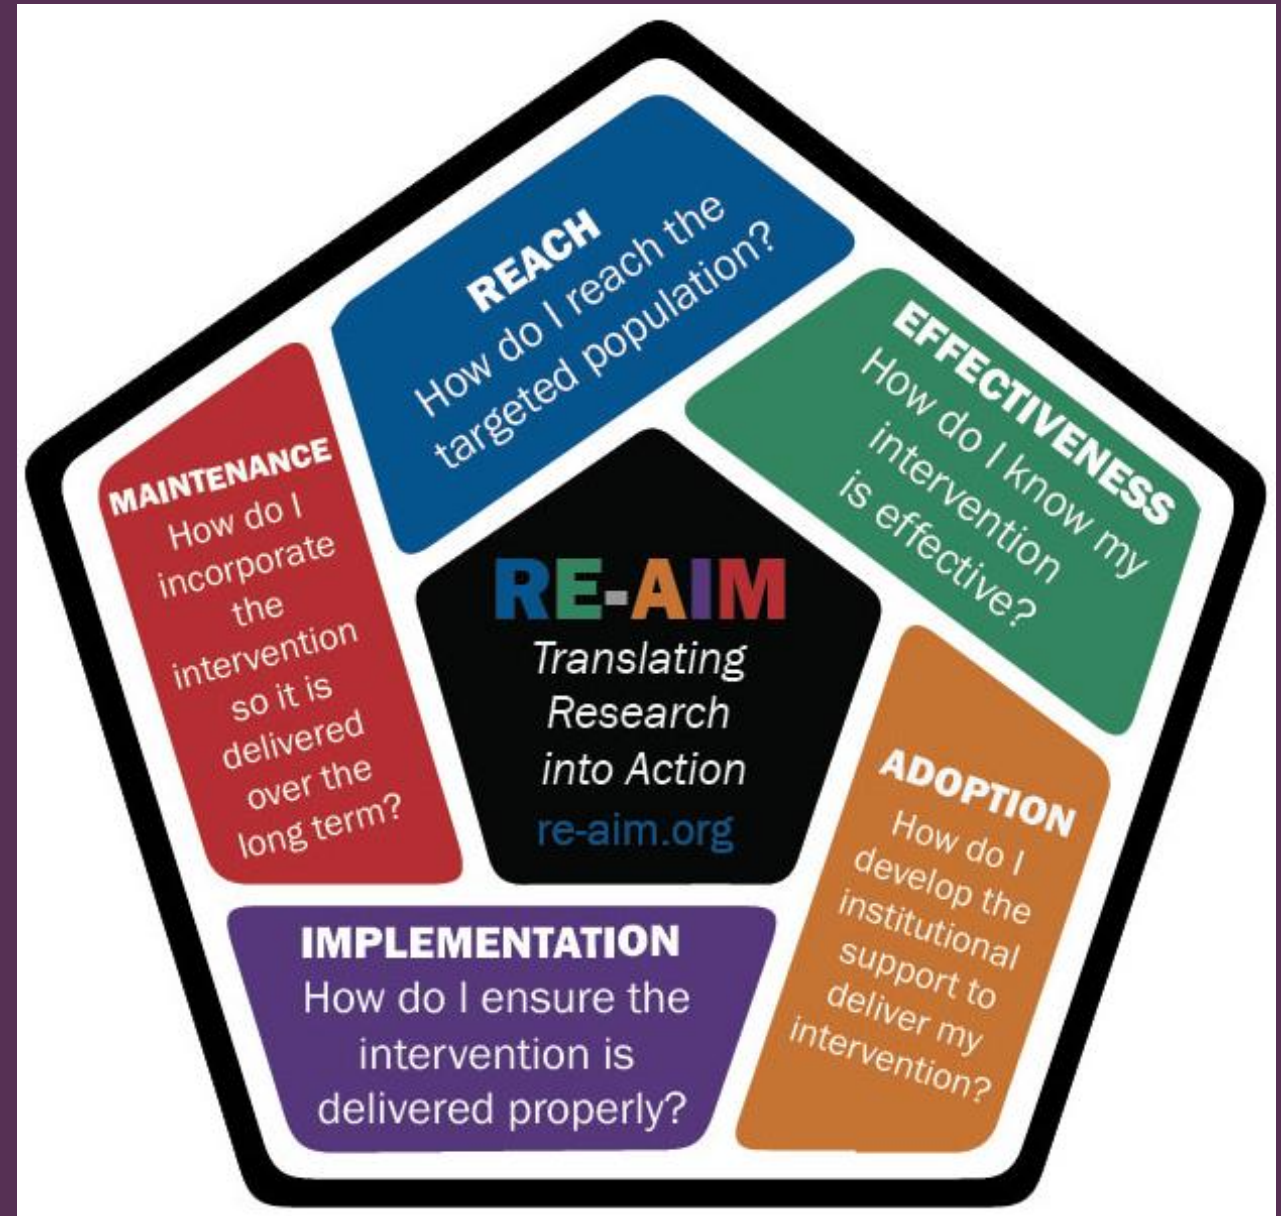 REACH
How do I reach the
targeted population?
EFFECTIVENESS
How do I know my
intervention
is effective?
ADOPTION
How do I
develop the
institutional
support to
deliver my
intervention?
IMPLEMENTATION
How do I ensure the
intervention is
delivered properly?
MAINTENANCE
How do I
incorporate
the
intervention
so it is
delivered
over the
long term?
RE-AIM
Translating
Research
into Action
re-aim.org